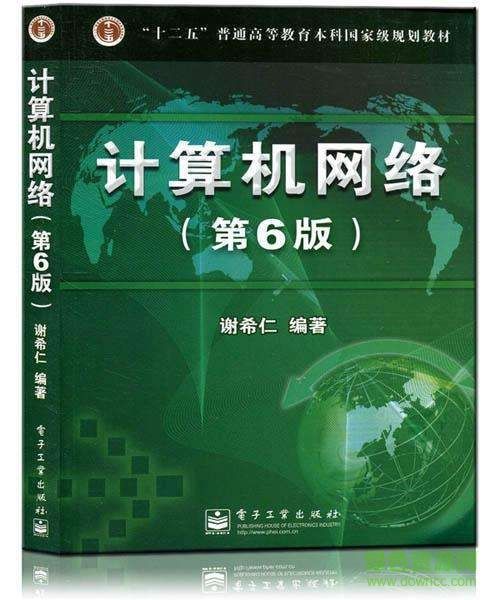 "十二五"普通高等教育本科国家级规划教材
计算机网络
（第6版）
谢希仁 编著
电子工业出版社
PUBLISHING HOUSE OF ELECTRONICS INDUSTRY
http://www.phei.com.cn
计算机网络（第6版）
谢希仁 编著
电子工业出版社
www.downcc.com